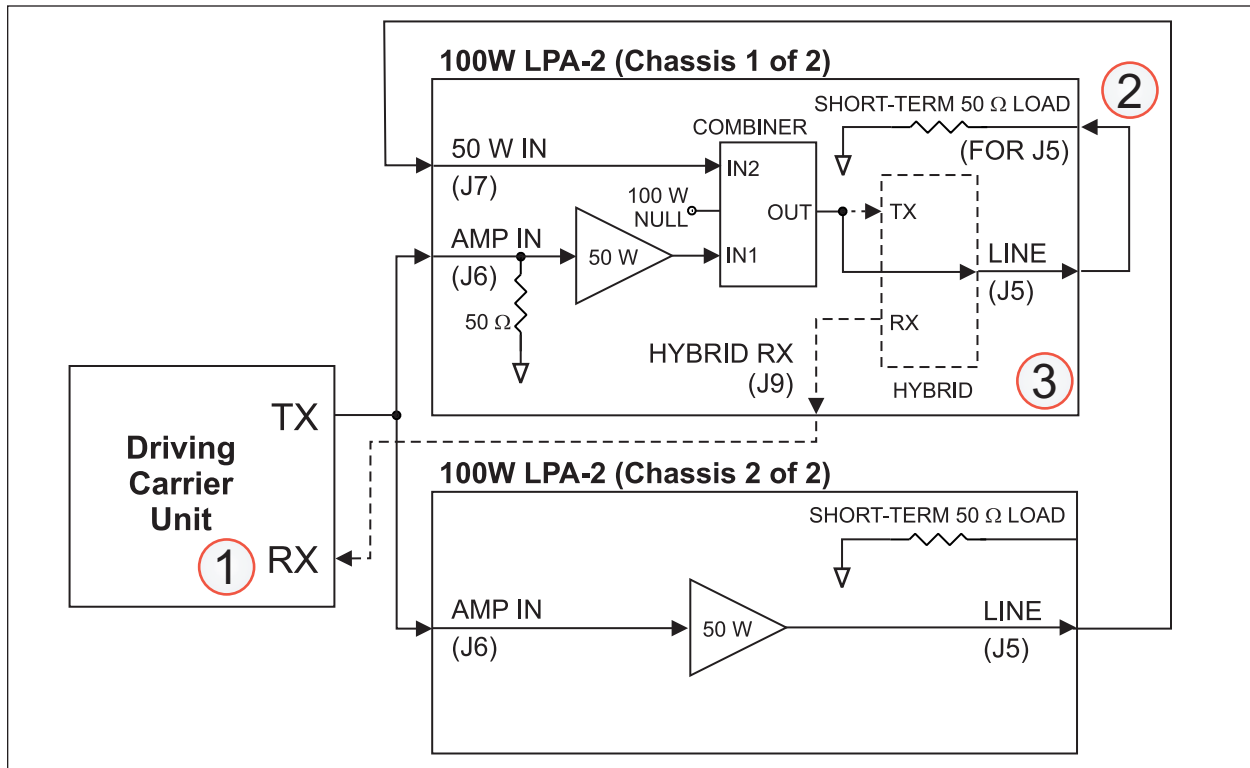 100W LPA-2 (Chassis 1 of 2)
2
SHORT-TERM 50 Ω LOAD
COMBINER
50 W IN
(FOR J5)
(J7)
IN2
100 W
NULL
OUT
TX
AMP IN
50 W
IN1
LINE
(J6)
(J5)
50 Ω
RX
HYBRID RX
(J9)
HYBRID
3
TX
Driving
Carrier
Unit
1
RX
100W LPA-2 (Chassis 2 of 2)
SHORT-TERM 50 Ω LOAD
AMP IN
50 W
LINE
(J6)
(J5)